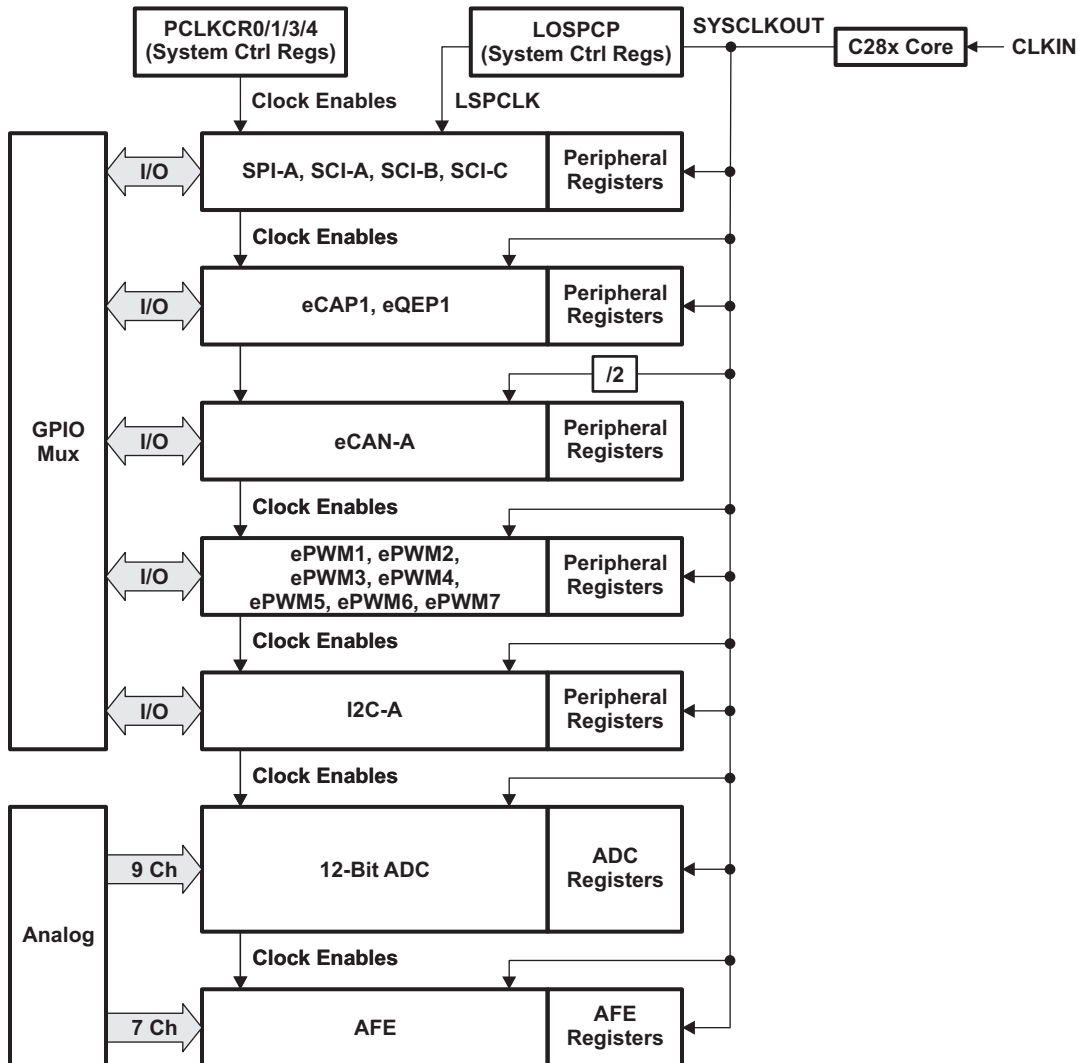 PCLKCR0/1/3/4
(System Ctrl Regs)
LOSPCP
(System Ctrl Regs)
SYSCLKOUT
C28x Core
CLKIN
Clock Enables
LSPCLK
I/O
SPI-A, SCI-A, SCI-B, SCI-C
Peripheral
Registers
Clock Enables
I/O
eCAP1, eQEP1
Peripheral
Registers
/2
GPIO
Mux
I/O
eCAN-A
Peripheral
Registers
Clock Enables
I/O
ePWM1, ePWM2,
ePWM3, ePWM4,
ePWM5, ePWM6, ePWM7
Peripheral
Registers
Clock Enables
I/O
I2C-A
Peripheral
Registers
Clock Enables
9 Ch
12-Bit ADC
ADC
Registers
Analog
Clock Enables
7 Ch
AFE
AFE
Registers